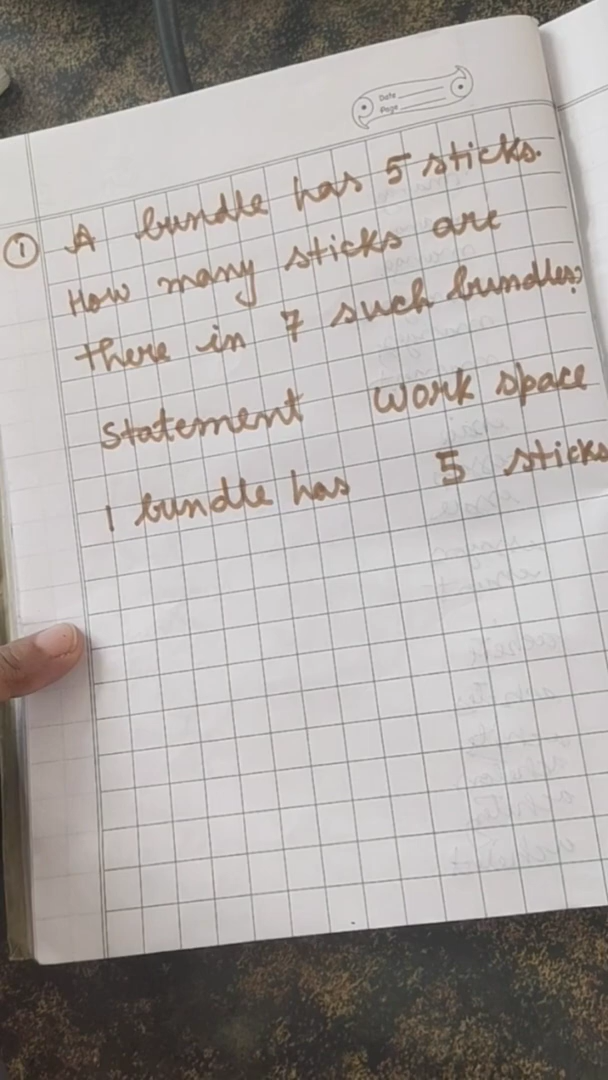 Date
Page
① A bundle has 5 sticks.
How many sticks are
there in 7 such bundles?
Statement Work space
1 bundle has 5 sticks